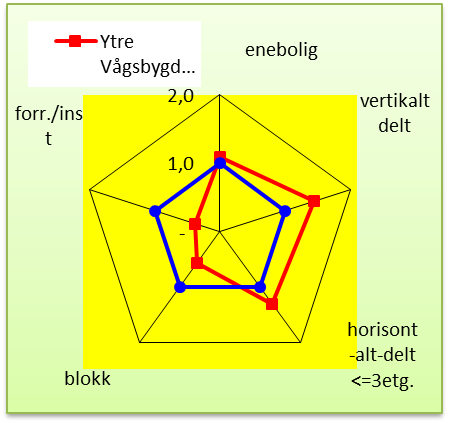 Ytre
Vågsbygd...
enebolig
2,0
vertikalt
delt
forr./ins
t
1,0
-
horisont
-alt-delt
<=3etg.
blokk